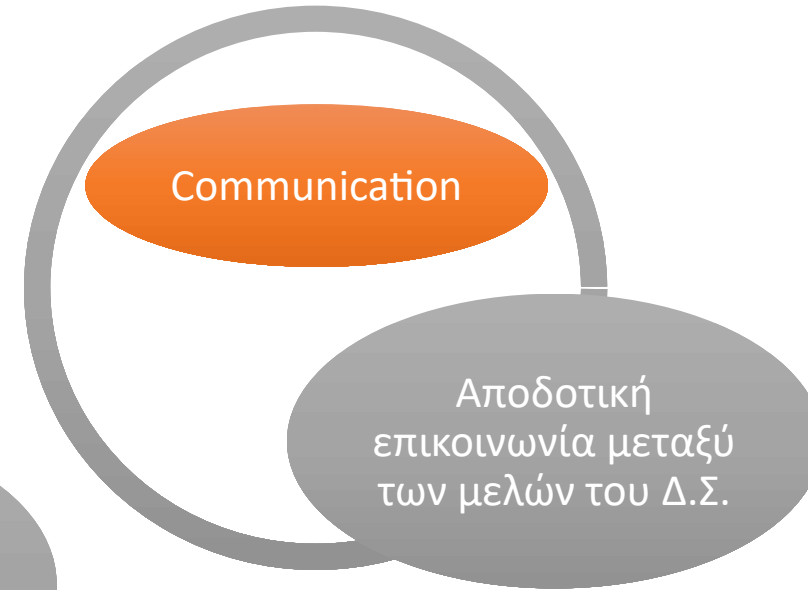 Communication
Αποδοτική
επικοινωνία μεταξύ
των μελών του Δ.Σ.